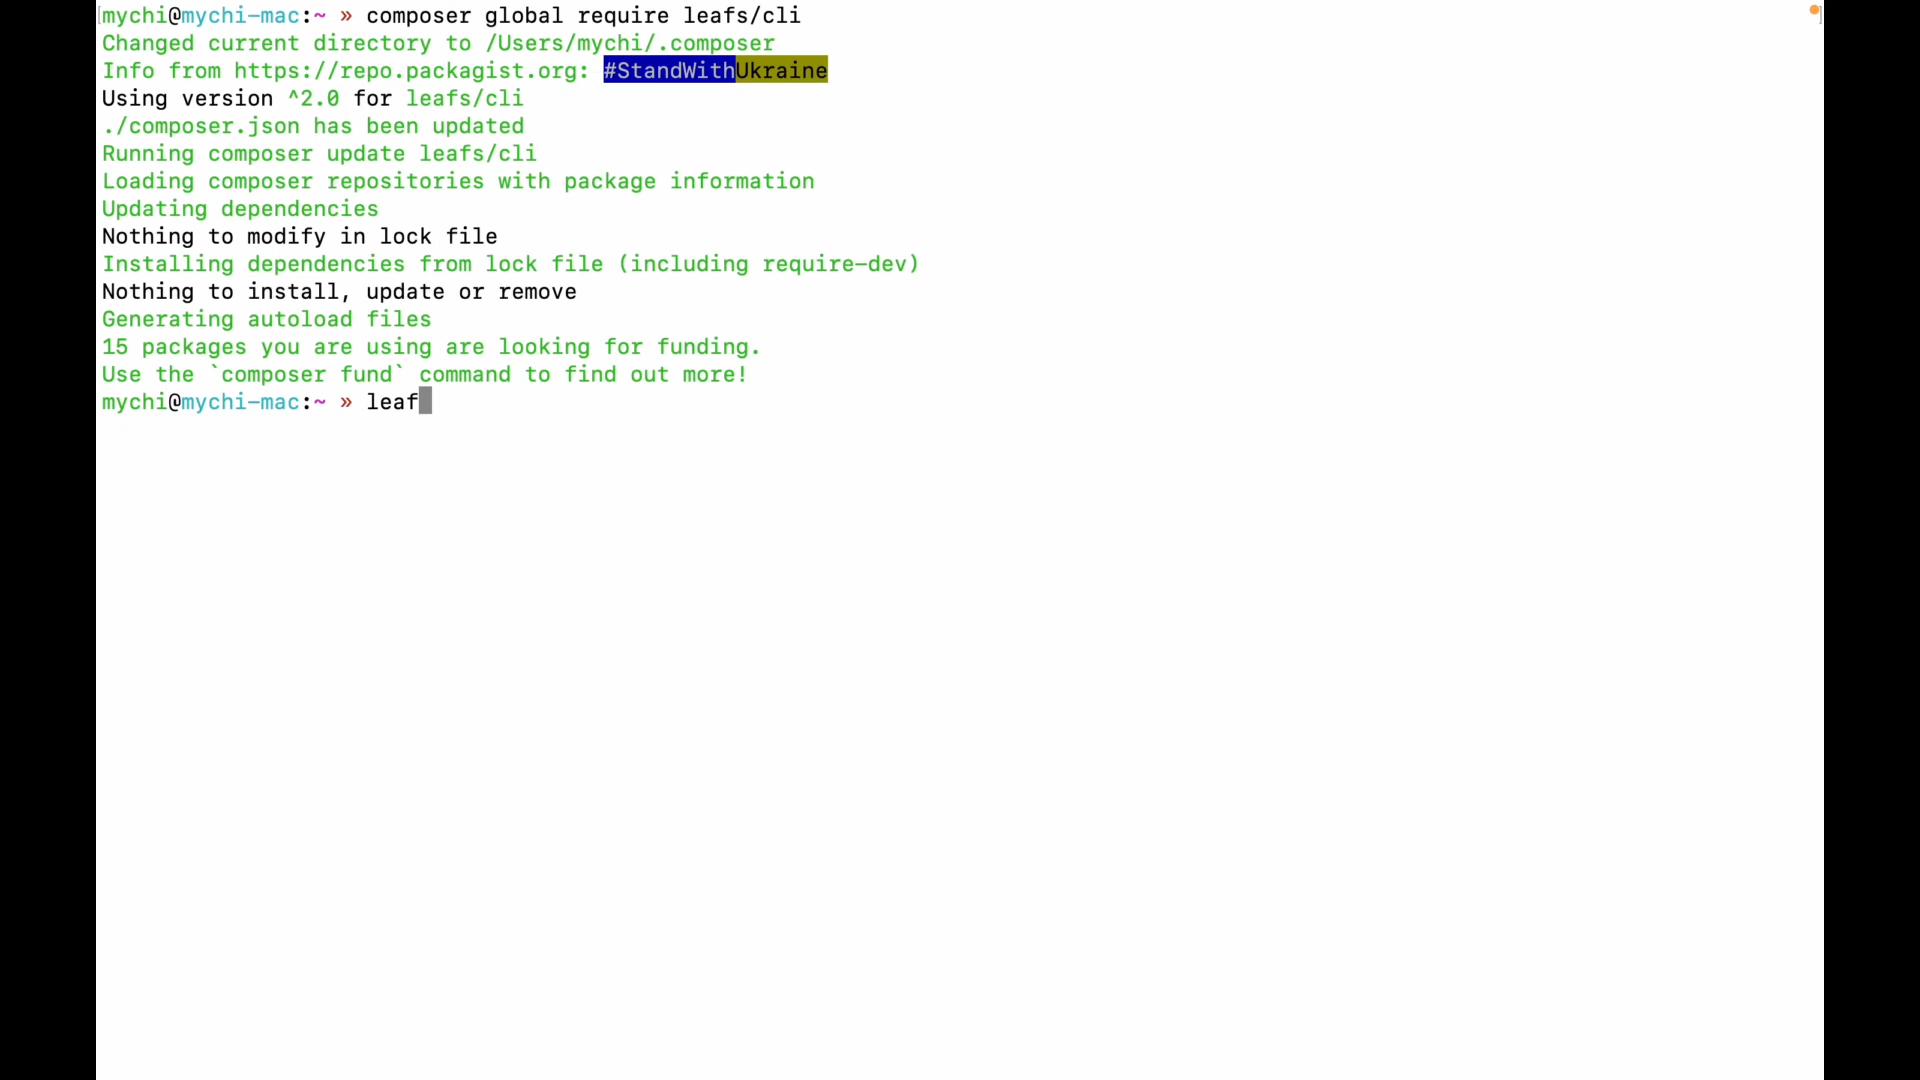 mychi@mychi-mac:~ » composer global require leafs/cli
Changed current directory to /Users/mychi/.composer
Info from https://repo.packagist.org: #StandWithUkraine
Using version ^2.0 for leafs/cli
./composer.json has been updated
Running composer update leafs/cli
Loading composer repositories with package information
Updating dependencies
Nothing to modify in lock file
Installing dependencies from lock file (including require-dev)
Nothing to install, update or remove
Generating autoload files
15 packages you are using are looking for funding.
Use the `composer fund` command to find out more!
mychi@mychi-mac:~ » leaf